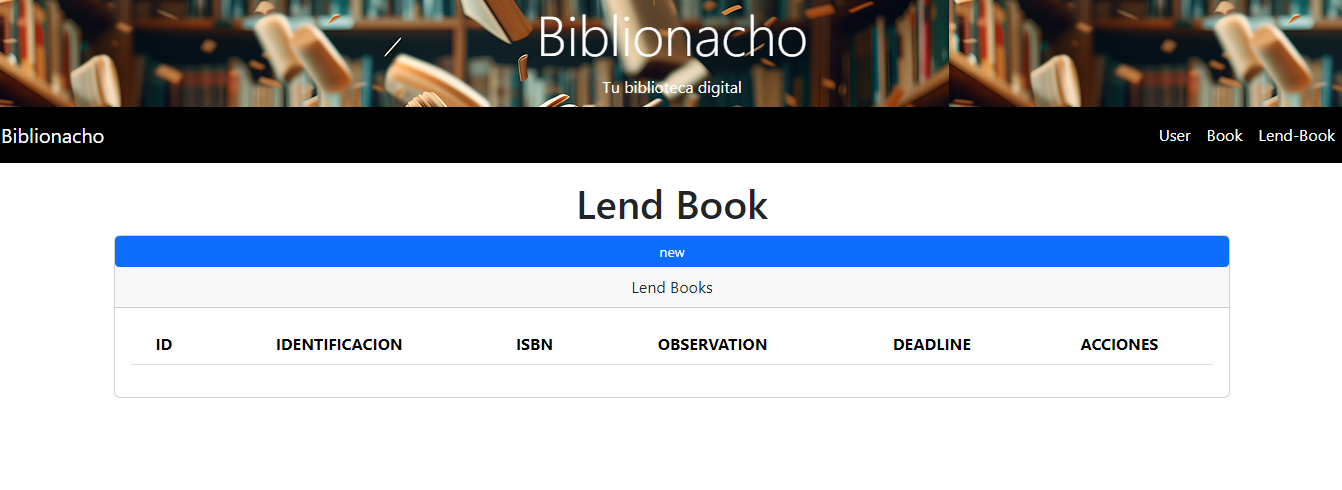 Biblionacho
Tu biblioteca digital
Biblionacho User Book Lend-Book
Lend Book
new
Lend Books
ID IDENTIFICACION ISBN OBSERVATION DEADLINE ACCIONES